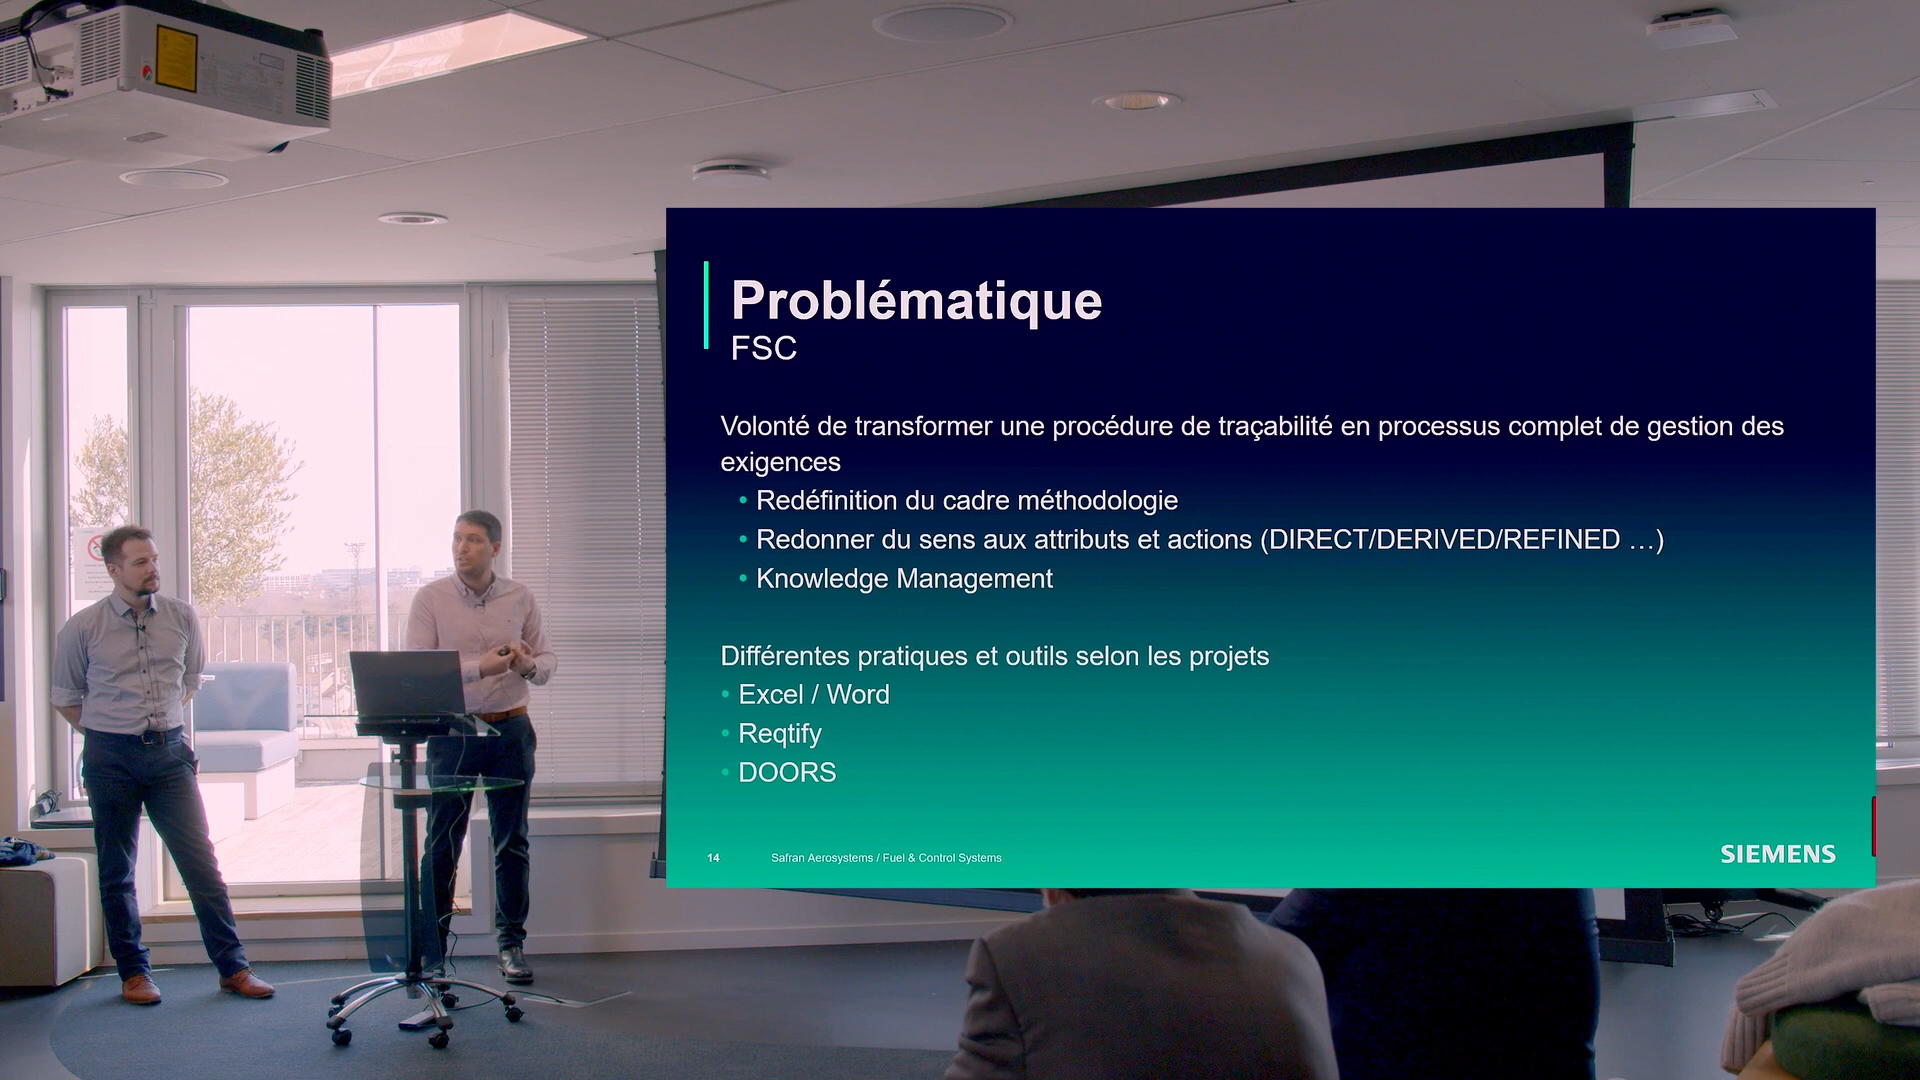 Problématique
FSC
Volonté de transformer une procédure de traçabilité en processus complet de gestion des
exigences
• Redéfinition du cadre méthodologie
• Redonner du sens aux attributs et actions (DIRECT/DERIVED/REFINED …)
• Knowledge Management
Différentes pratiques et outils selon les projets
• Excel / Word
• Reqtify
• DOORS
14 Safran Aerosystems / Fuel & Control Systems
SIEMENS